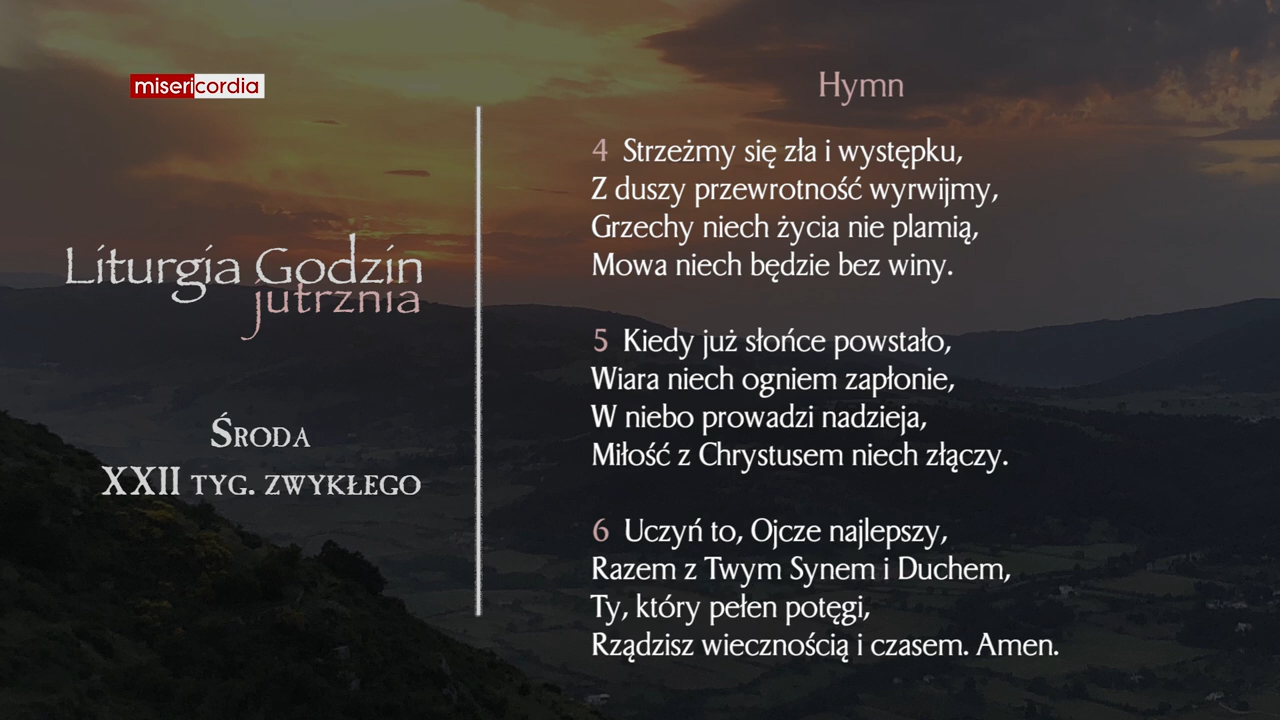 misericordia
Liturgia Godzin
jutrznia
Środa
XXII tyg. zwykłego
Hymn
4 Strzeżmy się zła i występku,
Z duszy przewrotność wyrwijmy,
Grzechy niech życia nie plamią,
Mowa niech będzie bez winy.
5 Kiedy już słońce powstało,
Wiara niech ogniem zapłonie,
W niebo prowadzi nadzieja,
Miłość z Chrystusem niech złączy.
6 Uczyń to, Ojcze najlepszy,
Razem z Twym Synem i Duchem,
Ty, który pełen potęgi,
Rządzisz wiecznością i czasem. Amen.